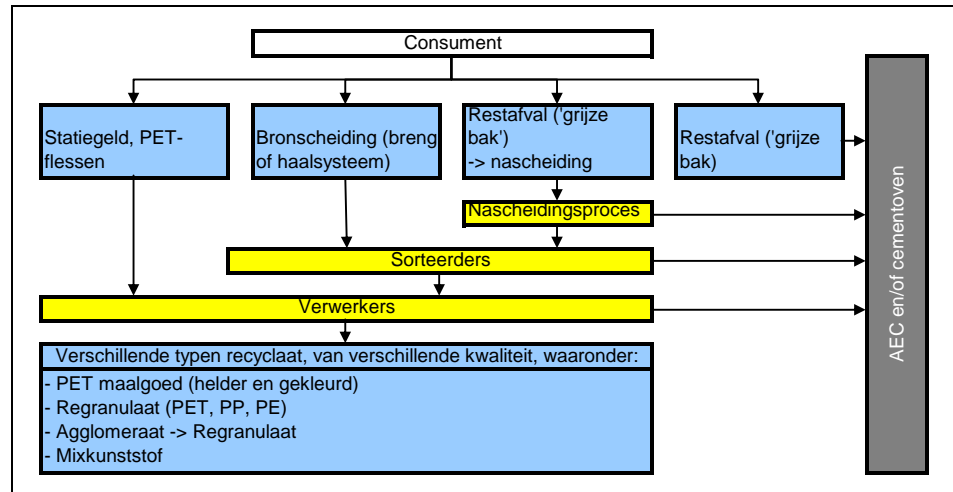 Consument
Statiegeld, PET-
flessen
Bronscheiding (breng
of haalsysteem)
Restafval ('grijze
bak')
-> nascheiding
Restafval ('grijze
bak)
Nascheidingsproces
Sorteerders
Verwerkers
Verschillende typen recyclaat, van verschillende kwaliteit, waaronder:
- PET maalgoed (helder en gekleurd)
- Regranulaat (PET, PP, PE)
- Agglomeraat -> Regranulaat
- Mixkunststof
AEC en/of cementoven